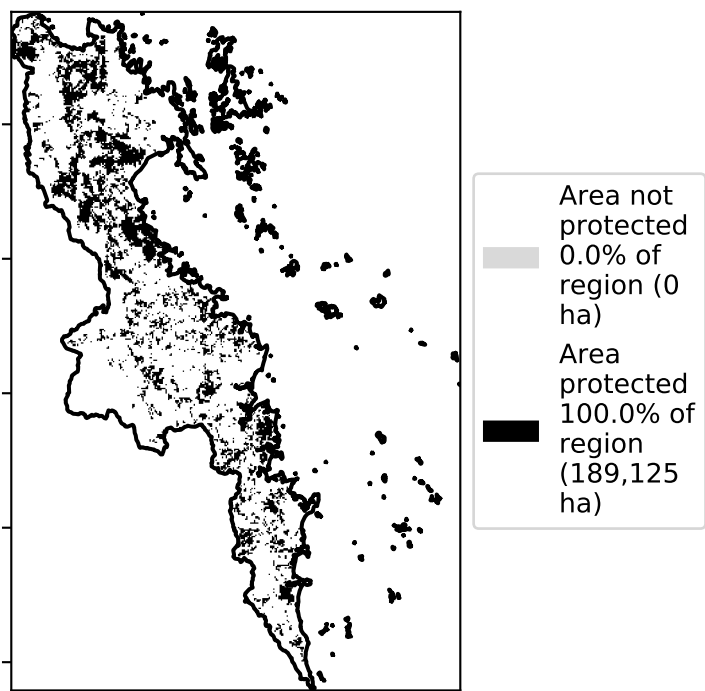 Area not
protected
0.0% of
region (0
ha)
Area
protected
100.0% of
region
(189,125
ha)